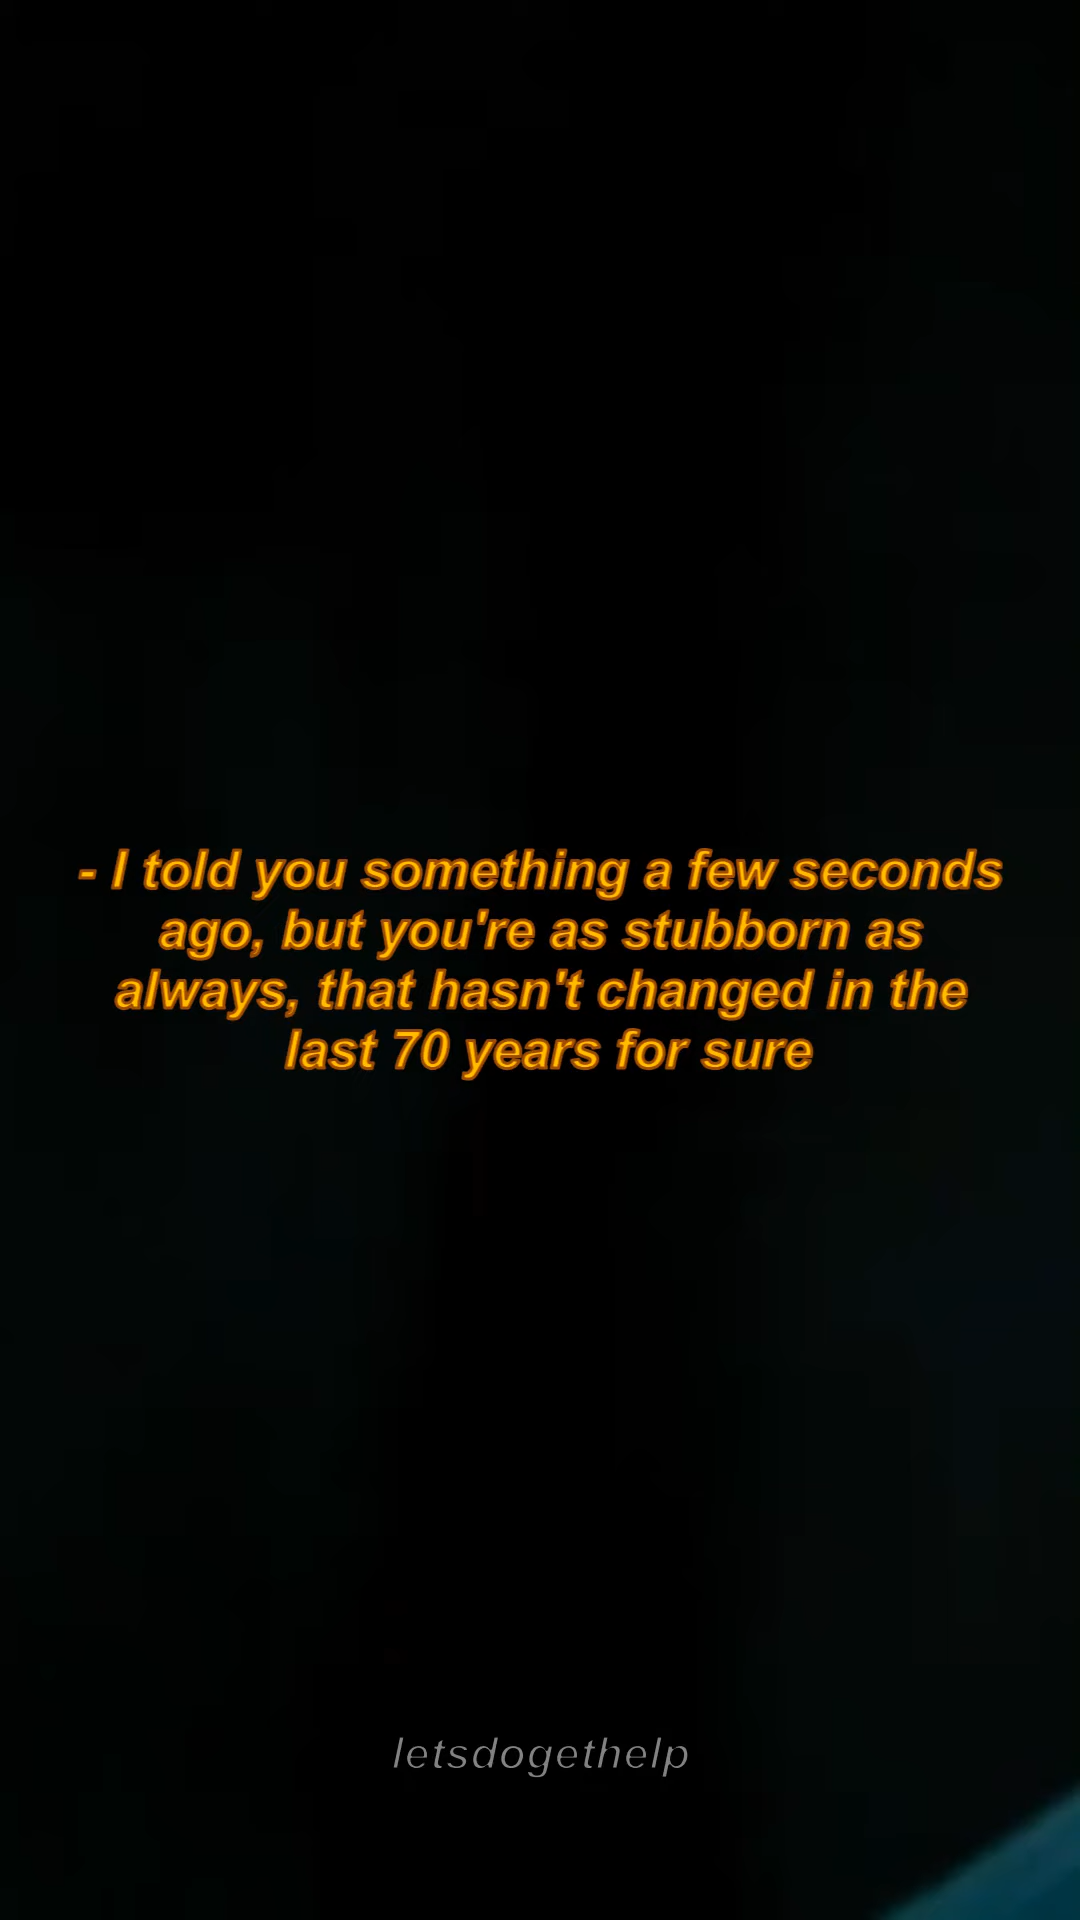 - I told you something a few seconds
ago, but you're as stubborn as
always, that hasn't changed in the
last 70 years for sure
letsdogethelp